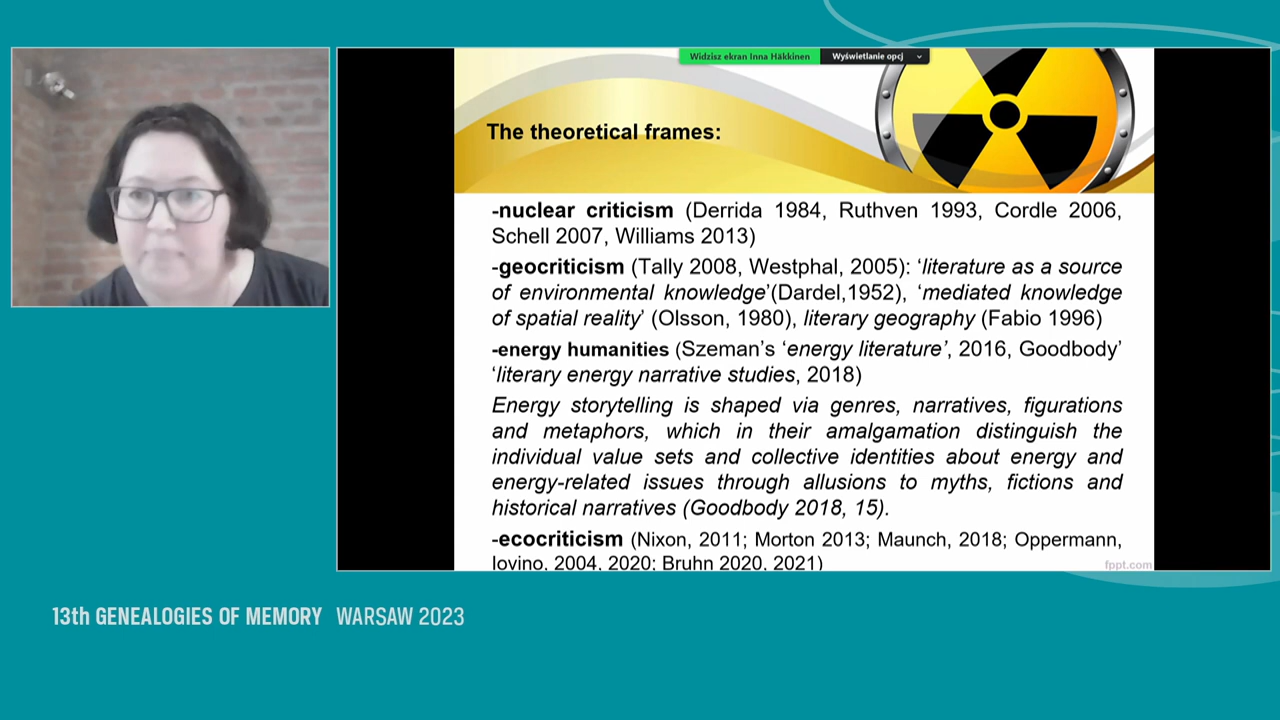 Widzisz ekran Inna Häkkinen
Wyświetlanie opcj
The theoretical frames:
-nuclear criticism (Derrida 1984, Ruthven 1993, Cordle 2006,
Schell 2007, Williams 2013)
-geocriticism (Tally 2008, Westphal, 2005): ‘literature as a source
of environmental knowledge’(Dardel,1952), ‘mediated knowledge
of spatial reality’ (Olsson, 1980), literary geography (Fabio 1996)
-energy humanities (Szeman’s ‘energy literature’, 2016, Goodbody’
‘literary energy narrative studies, 2018)
Energy storytelling is shaped via genres, narratives, figurations
and metaphors, which in their amalgamation distinguish the
individual value sets and collective identities about energy and
energy-related issues through allusions to myths, fictions and
historical narratives (Goodbody 2018, 15).
-ecocriticism (Nixon, 2011; Morton 2013; Maunch, 2018; Oppermann,
Iovino, 2004, 2020; Bruhn 2020, 2021)
fppt.com
13th GENEALOGIES OF MEMORY WARSAW 2023